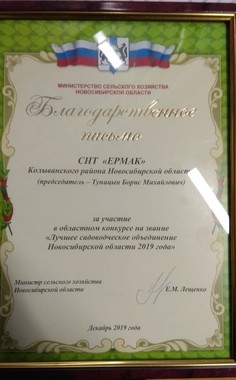 МИНИСТЕРСТВО СЕЛЬСКОГО ХОЗЯЙСТВА
НОВОСИБИРСКОЙ ОБЛАСТИ
Благодарственное
письмо
СНТ «ЕРМАК»
Колыванского района Новосибирской области
(председатель – Тупицын Борис Михайлович)
за участие
в областном конкурсе на звание
«Лучшее садоводческое объединение
Новосибирской области 2019 года»
Министр сельского хозяйства
Новосибирской области
Е.М. Лещенко
Декабрь 2019 года